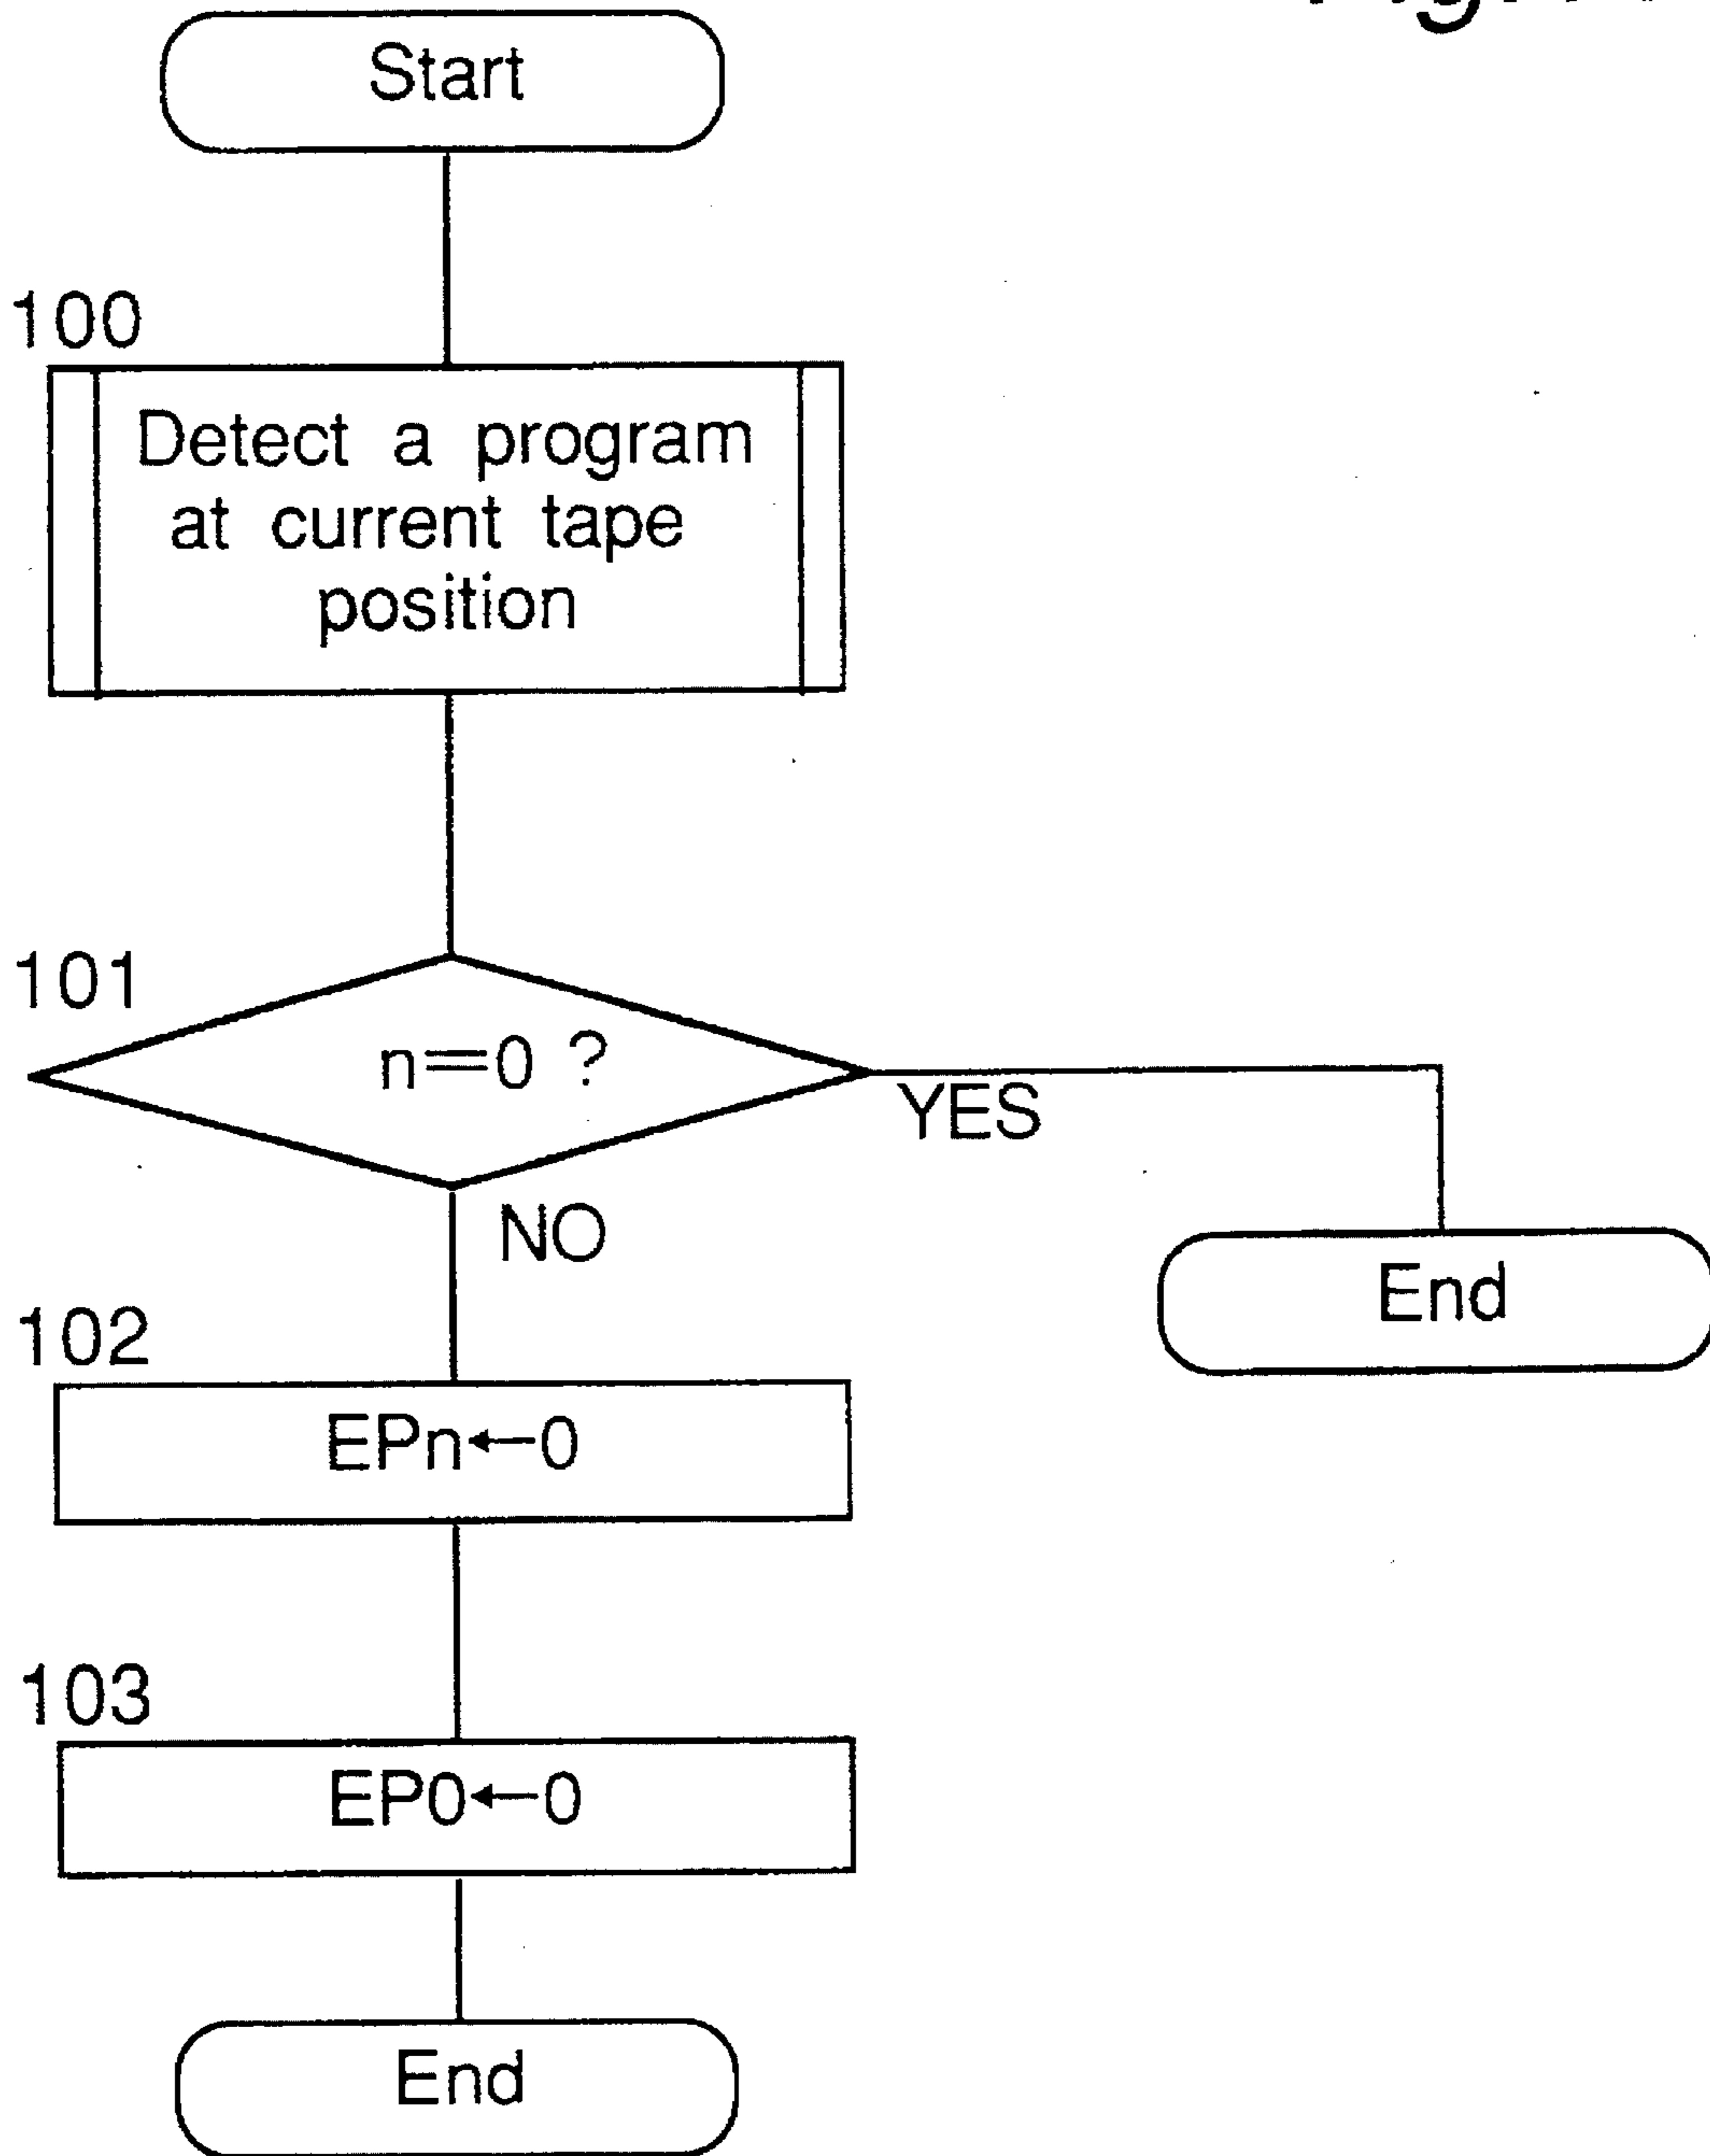 Start
100
Detect a program
at current tape
position
101
n=0 ?
YES
NO
End
102
EPn←0
103
EP0←0
End